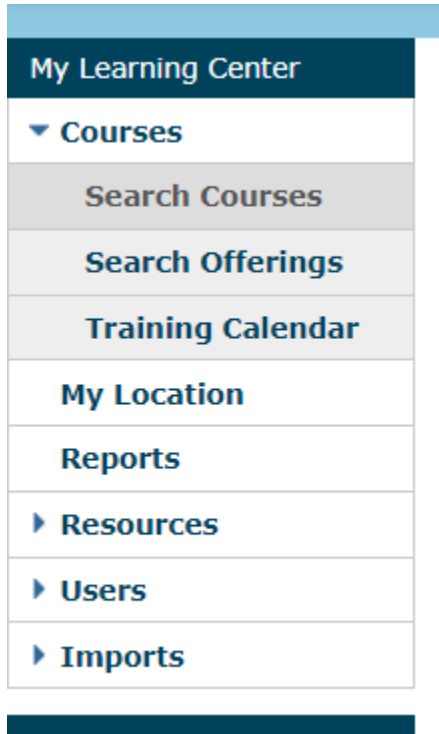 My Learning Center
Courses
Search Courses
Search Offerings
Training Calendar
My Location
Reports
Resources
Users
Imports